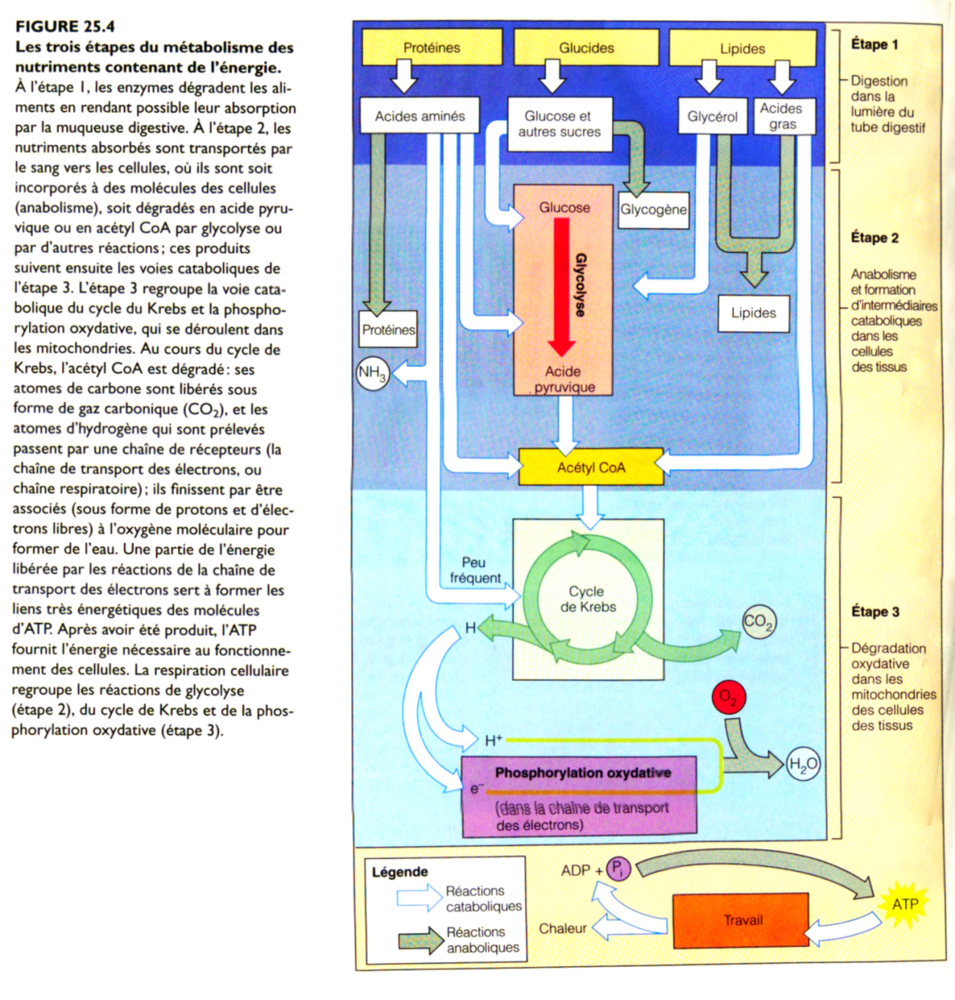 FIGURE 25.4
Les trois étapes du métabolisme des
nutriments contenant de l'énergie.
À l'étape 1, les enzymes dégradent les ali-
ments en rendant possible leur absorption
par la muqueuse digestive. À l'étape 2, les
nutriments absorbés sont transportés par
le sang vers les cellules, où ils sont soit
incorporés à des molécules des cellules
(anabolisme), soit dégradés en acide pyru-
vique ou en acétyl CoA par glycolyse ou
par d'autres réactions; ces produits
suivent ensuite les voies cataboliques de
l'étape 3. L'étape 3 regroupe la voie cata-
bolique du cycle du Krebs et la phospho-
rylation oxydative, qui se déroulent dans
les mitochondries. Au cours du cycle de
Krebs, l'acétyl CoA est dégradé: ses
atomes de carbone sont libérés sous
forme de gaz carbonique (CO₂), et les
atomes d'hydrogène qui sont prélevés
passent par une chaîne de récepteurs (la
chaîne de transport des électrons, ou
chaîne respiratoire); ils finissent par être
associés (sous forme de protons et d'élec-
trons libres) à l'oxygène moléculaire pour
former de l'eau. Une partie de l'énergie
libérée par les réactions de la chaîne de
transport des électrons sert à former les
liens très énergétiques des molécules
d'ATP. Après avoir été produit, l'ATP
fournit l'énergie nécessaire au fonctionne-
ment des cellules. La respiration cellulaire
regroupe les réactions de glycolyse
(étape 2), du cycle de Krebs et de la phos-
phorylation oxydative (étape 3).
Protéines
Glucides
Lipides
Acides aminés
Glucose et
autres sucres
Glycérol
Acides
gras
Étape 1
Digestion
dans la
lumière du
tube digestif
Glucose
Glycolyse
Acide
pyruvique
Glycogène
Lipides
Protéines
NH₃
Acétyl CoA
Étape 2
Anabolisme
et formation
d'intermédiaires
cataboliques
dans les
cellules
des tissus
Peu
fréquent
Cycle
de Krebs
H
CO₂
O₂
H⁺
H₂O
Phosphorylation oxydative
e⁻
(dans la chaîne de transport
des électrons)
Étape 3
Dégradation
oxydative
dans les
mitochondries
des cellules
des tissus
Légende
Réactions
cataboliques
Réactions
anaboliques
ADP + Pi
Chaleur
Travail
ATP